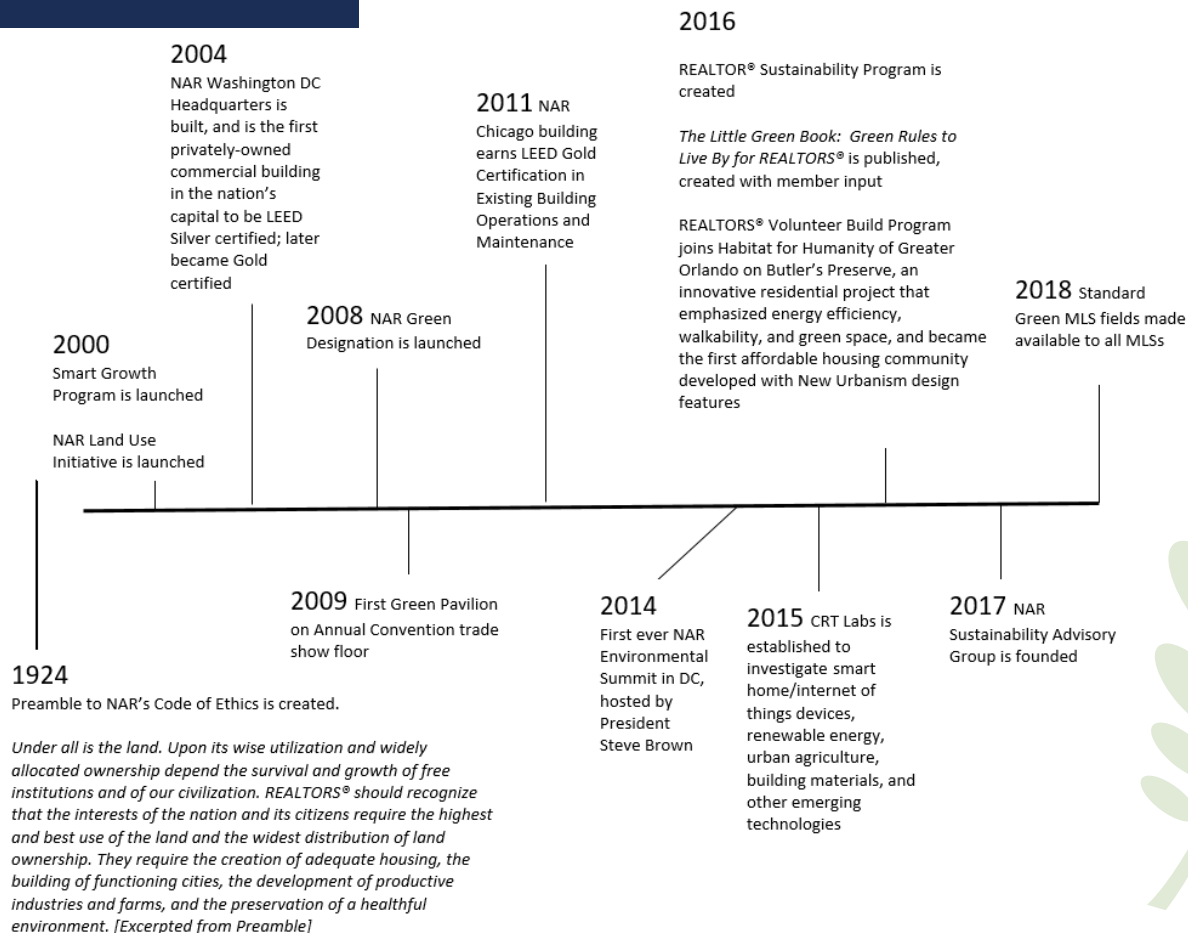 2004
NAR Washington DC
Headquarters is
built, and is the first
privately-owned
commercial building
in the nation's
capital to be LEED
Silver certified; later
became Gold
certified
2011 NAR
Chicago building
earns LEED Gold
Certification in
Existing Building
Operations and
Maintenance
2016
REALTOR® Sustainability Program is
created
The Little Green Book:  Green Rules to
Live By for REALTORS® is published,
created with member input
REALTORS® Volunteer Build Program
joins Habitat for Humanity of Greater
Orlando on Butler's Preserve, an
innovative residential project that
emphasized energy efficiency,
walkability, and green space, and became
the first affordable housing community
developed with New Urbanism design
features
2018 Standard
Green MLS fields made
available to all MLSs
2000
Smart Growth
Program is launched
NAR Land Use
Initiative is launched
2008 NAR Green
Designation is launched
2009 First Green Pavilion
on Annual Convention trade
show floor
2014
First ever NAR
Environmental
Summit in DC,
hosted by
President
Steve Brown
2015 CRT Labs is
established to
investigate smart
home/internet of
things devices,
renewable energy,
urban agriculture,
building materials, and
other emerging
technologies
2017 NAR
Sustainability Advisory
Group is founded
1924
Preamble to NAR's Code of Ethics is created.
Under all is the land. Upon its wise utilization and widely
allocated ownership depend the survival and growth of free
institutions and of our civilization. REALTORS® should recognize
that the interests of the nation and its citizens require the highest
and best use of the land and the widest distribution of land
ownership. They require the creation of adequate housing, the
building of functioning cities, the development of productive
industries and farms, and the preservation of a healthful
environment. [Excerpted from Preamble]